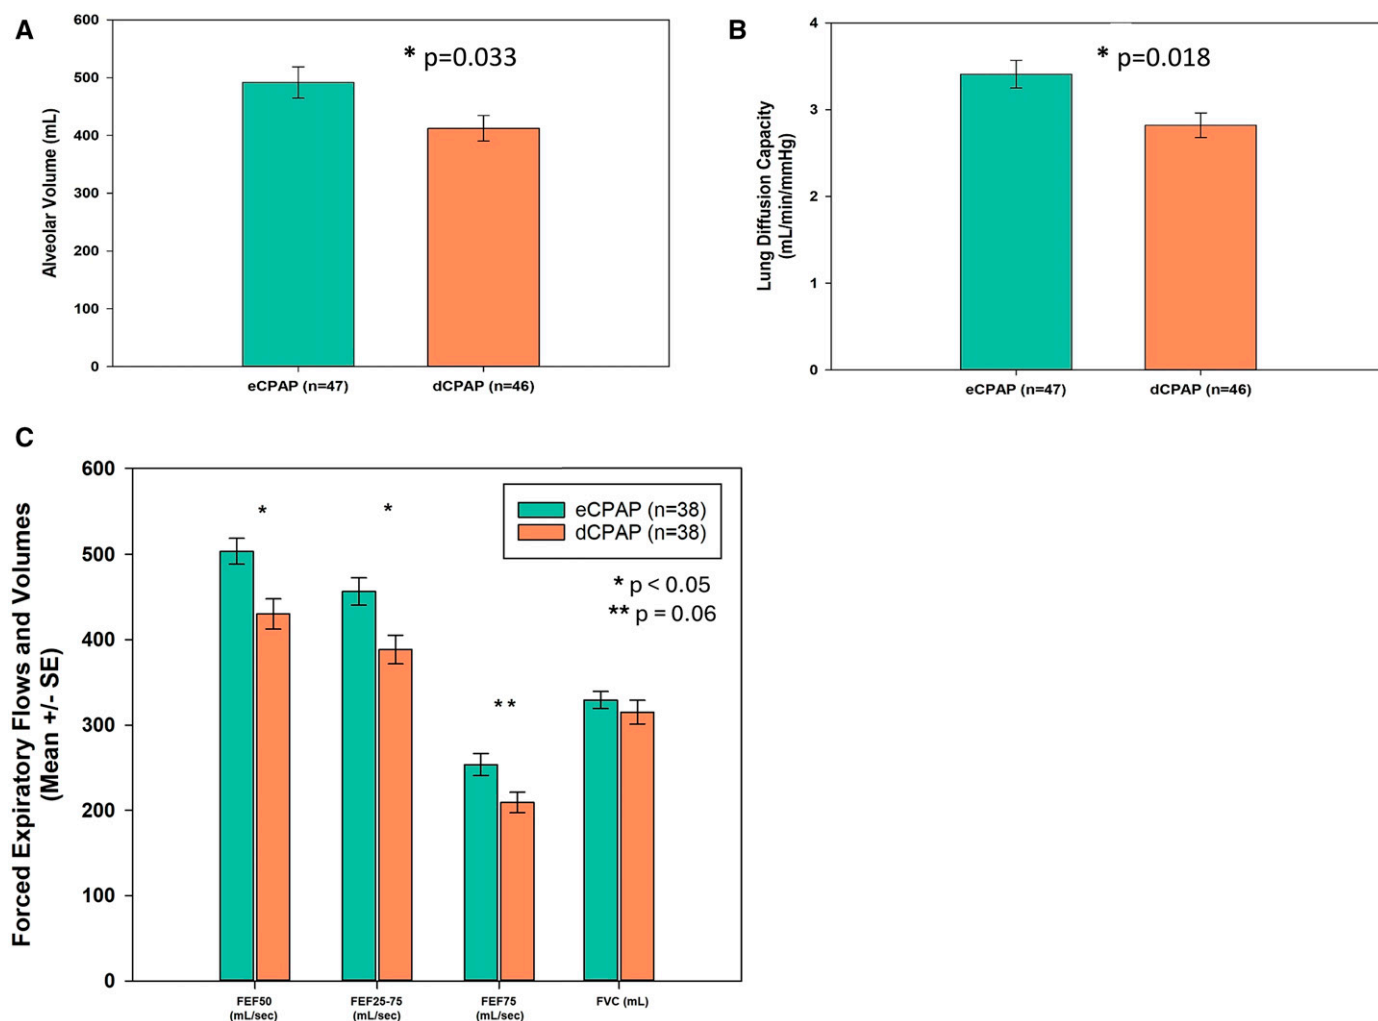 A
600
500
400
300
200
100
0
Alveolar Volume (mL)
* p=0.033
eCPAP (n=47)
dCPAP (n=46)
B
4
3
2
1
0
Lung Diffusion Capacity
(mL/min/mmHg)
* p=0.018
eCPAP (n=47)
dCPAP (n=46)
C
600
500
400
300
200
100
0
Forced Expiratory Flows and Volumes
(Mean +/- SE)
*
*
**
eCPAP (n=38)
dCPAP (n=38)
* p < 0.05
** p = 0.06
FEF50
(mL/sec)
FEF25-75
(mL/sec)
FEF75
(mL/sec)
FVC (mL)